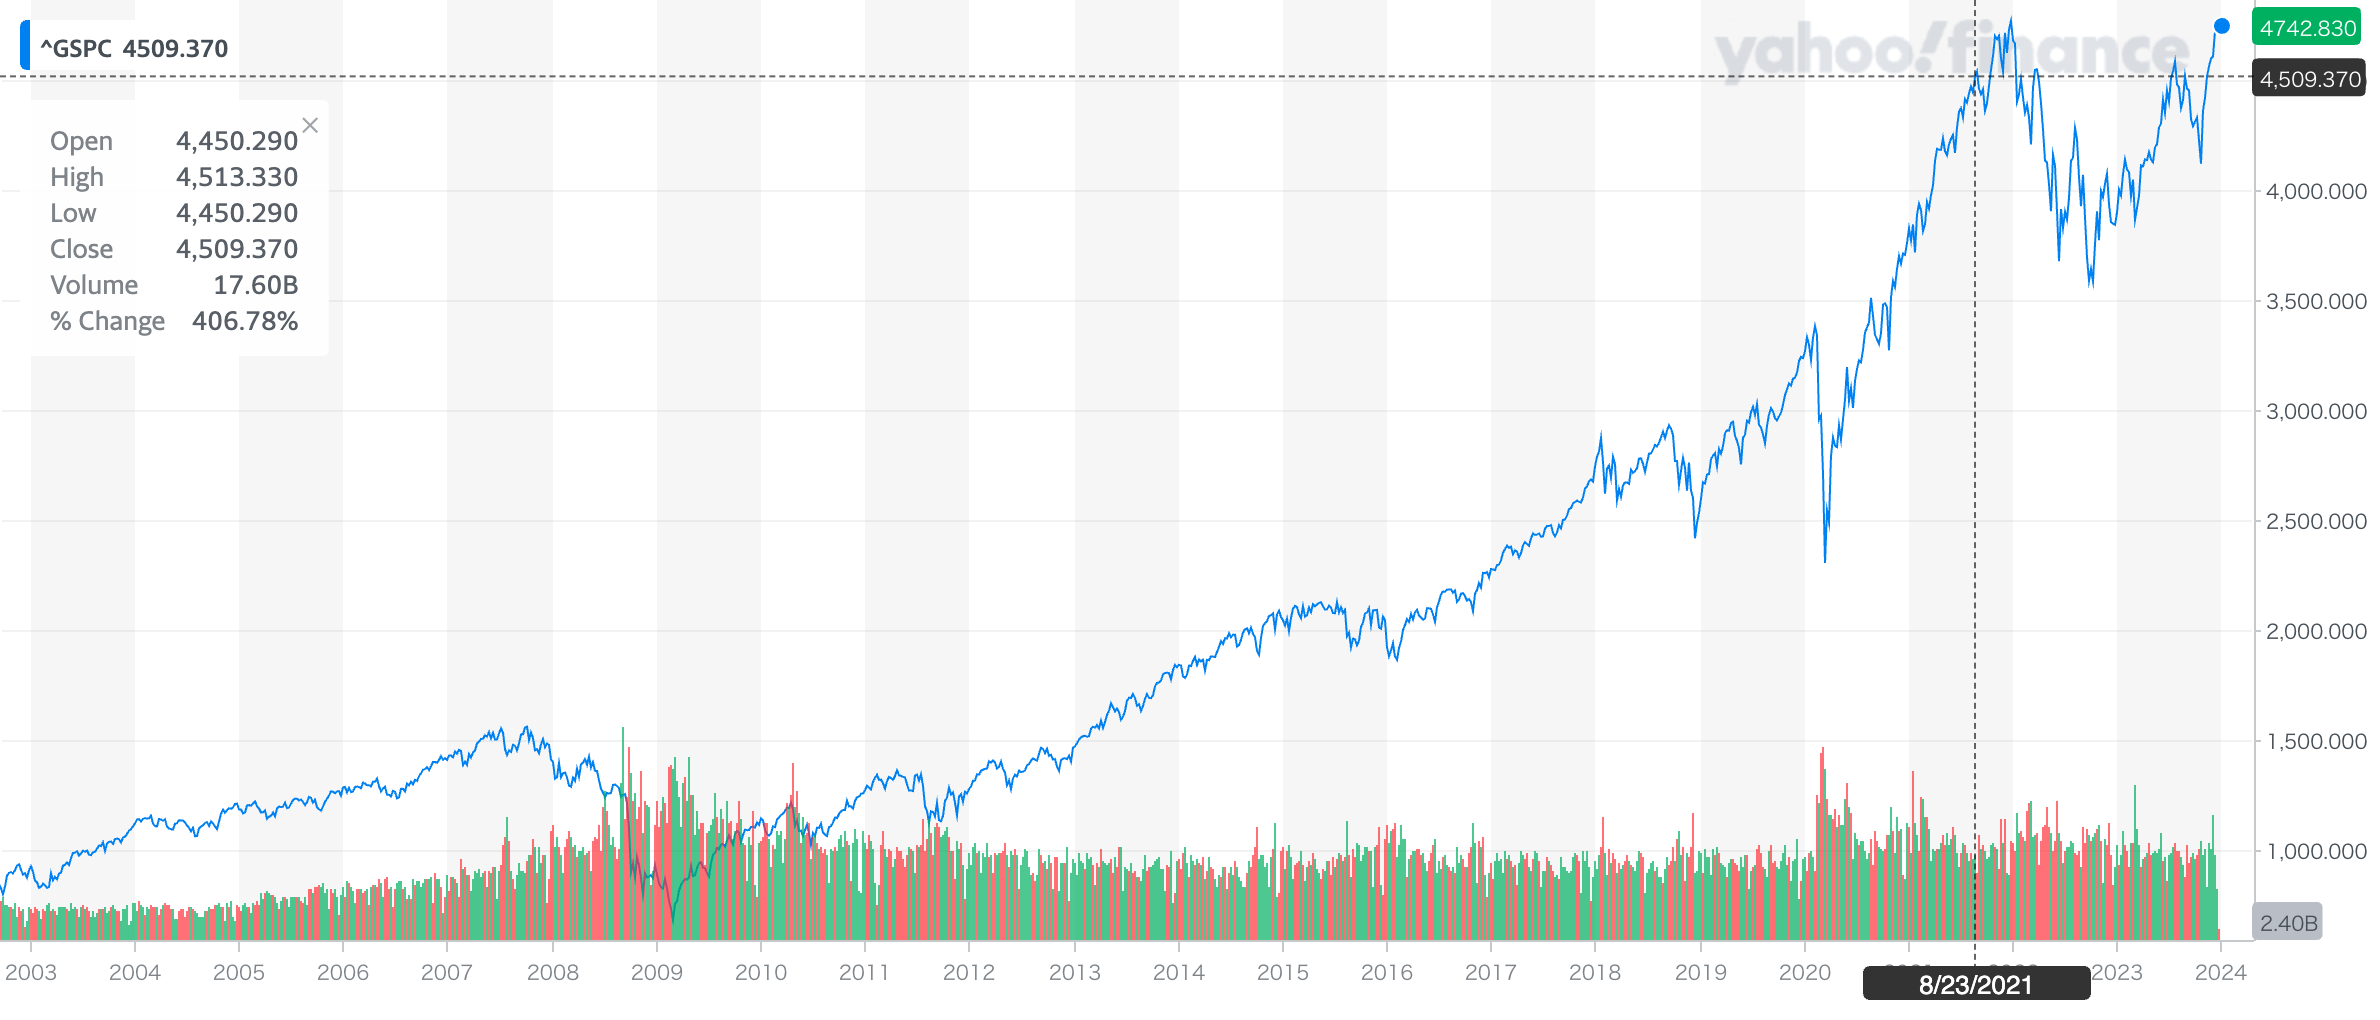 ^GSPC 4509.370
yahoo!finance
4742.830
4,509.370
Open 4,450.290
High 4,513.330
Low 4,450.290
Close 4,509.370
Volume 17.60B
% Change 406.78%
4,000.000
3,500.000
3,000.000
2,500.000
2,000.000
1,500.000
1,000.000
2.40B
2003 2004 2005 2006 2007 2008 2009 2010 2011 2012 2013 2014 2015 2016 2017 2018 2019 2020 2023 2024
8/23/2021